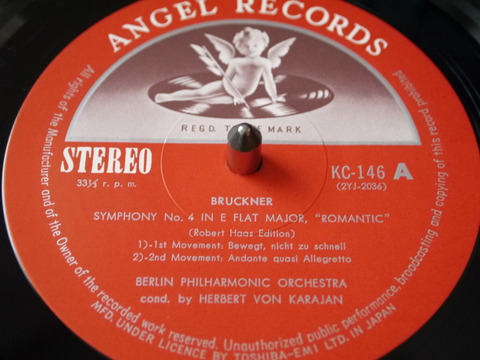 ANGEL RECORDS
REGD. TRADE MARK
STEREO
33⅓ r. p. m.
KC-146 A
(2YJ-2036)
BRUCKNER
SYMPHONY No. 4 IN E FLAT MAJOR, "ROMANTIC"
(Robert Haas Edition)
1)-1st Movement: Bewegt, nicht zu schnell
2)-2nd Movement: Andante quasi Allegretto
BERLIN PHILHARMONIC ORCHESTRA
cond. by HERBERT VON KARAJAN
All rights of the Manufacturer and of the Owner of the recorded work reserved. Unauthorized public performance, broadcasting and copying of this record prohibited
MFD. UNDER LICENCE BY TOSHIBA-EMI LTD. IN JAPAN